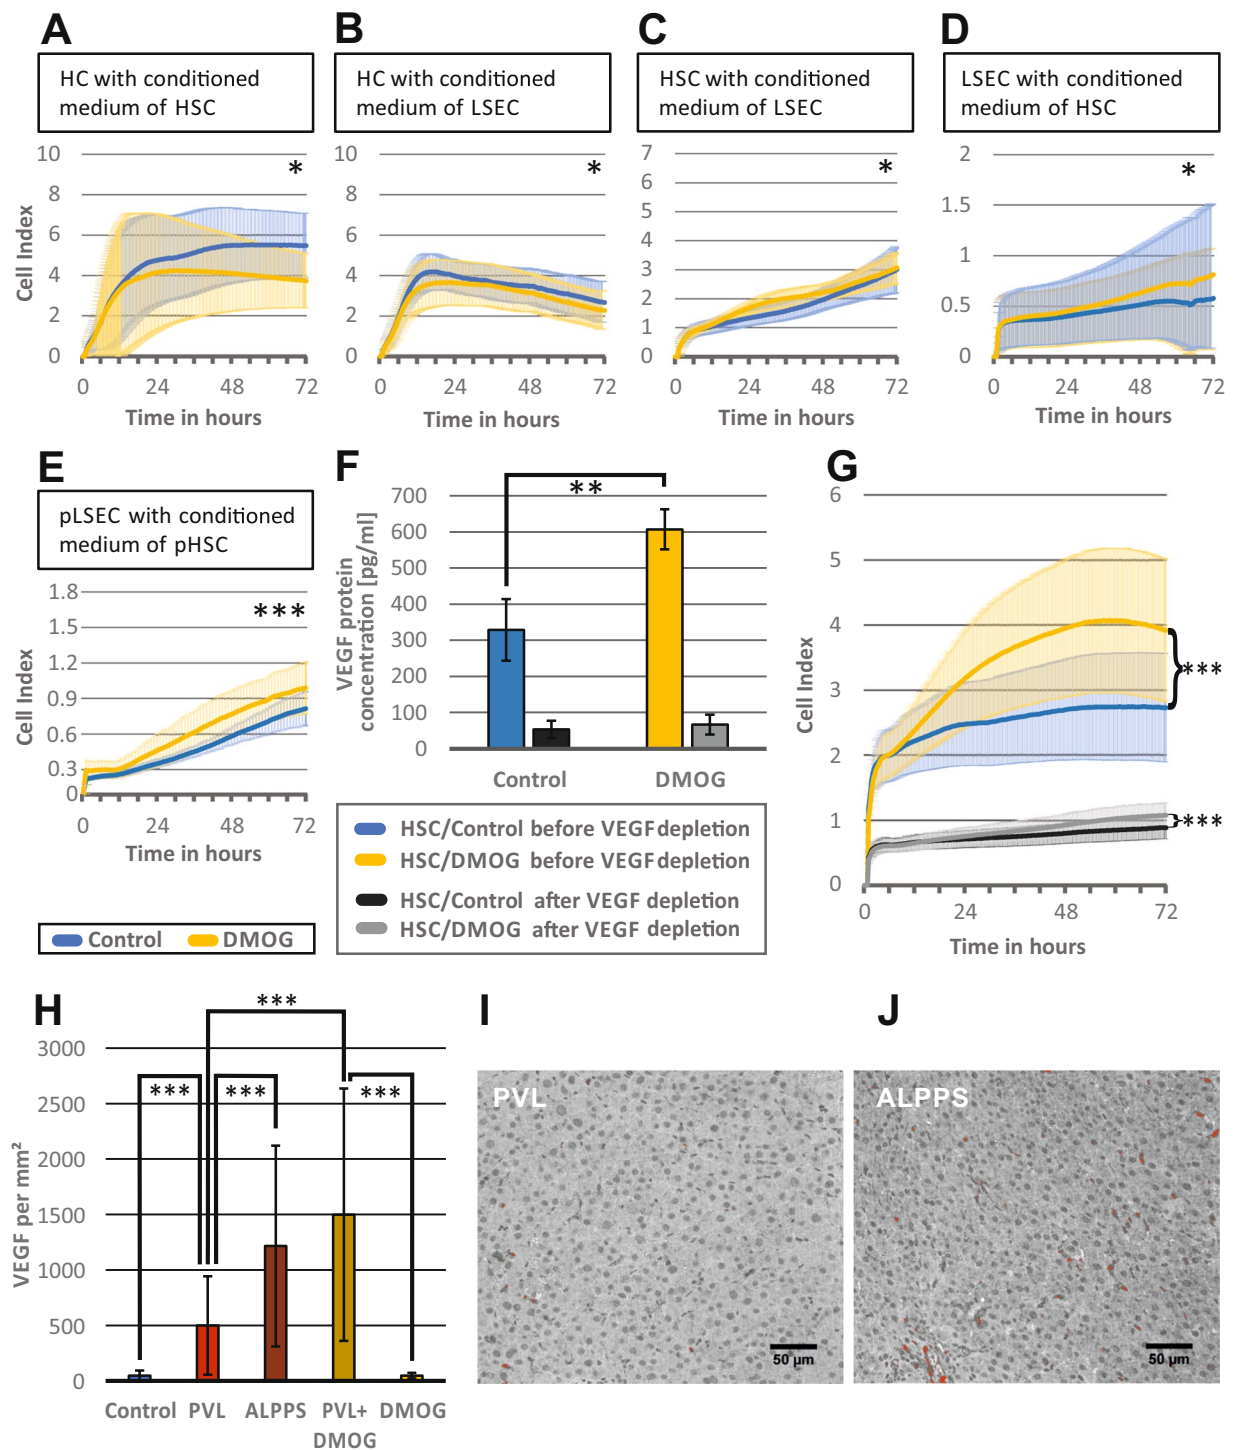 A
B
C
D
HC with conditioned
medium of HSC
HC with conditioned
medium of LSEC
HSC with conditioned
medium of LSEC
LSEC with conditioned
medium of HSC
Cell Index
10
8
6
4
2
0
*
0 24 48 72
Time in hours
10
8
6
4
2
0
*
0 24 48 72
Time in hours
7
6
5
4
3
2
1
0
*
0 24 48 72
Time in hours
2
1.5
1
0.5
0
*
0 24 48 72
Time in hours
E
pLSEC with conditioned
medium of pHSC
Cell Index
1.8
1.5
1.2
0.9
0.6
0.3
0
***
0 24 48 72
Time in hours
Control DMOG
F
VEGF protein
concentration [pg/ml]
700
600
500
400
300
200
100
0
**
Control DMOG
HSC/Control before VEGF depletion
HSC/DMOG before VEGF depletion
HSC/Control after VEGF depletion
HSC/DMOG after VEGF depletion
G
Cell Index
6
5
4
3
2
1
0
***
***
0 24 48 72
Time in hours
H
VEGF per mm²
3000
2500
2000
1500
1000
500
0
***
*** *** ***
Control PVL ALPPS PVL+ DMOG
DMOG
I
PVL
50 µm
J
ALPPS
50 µm